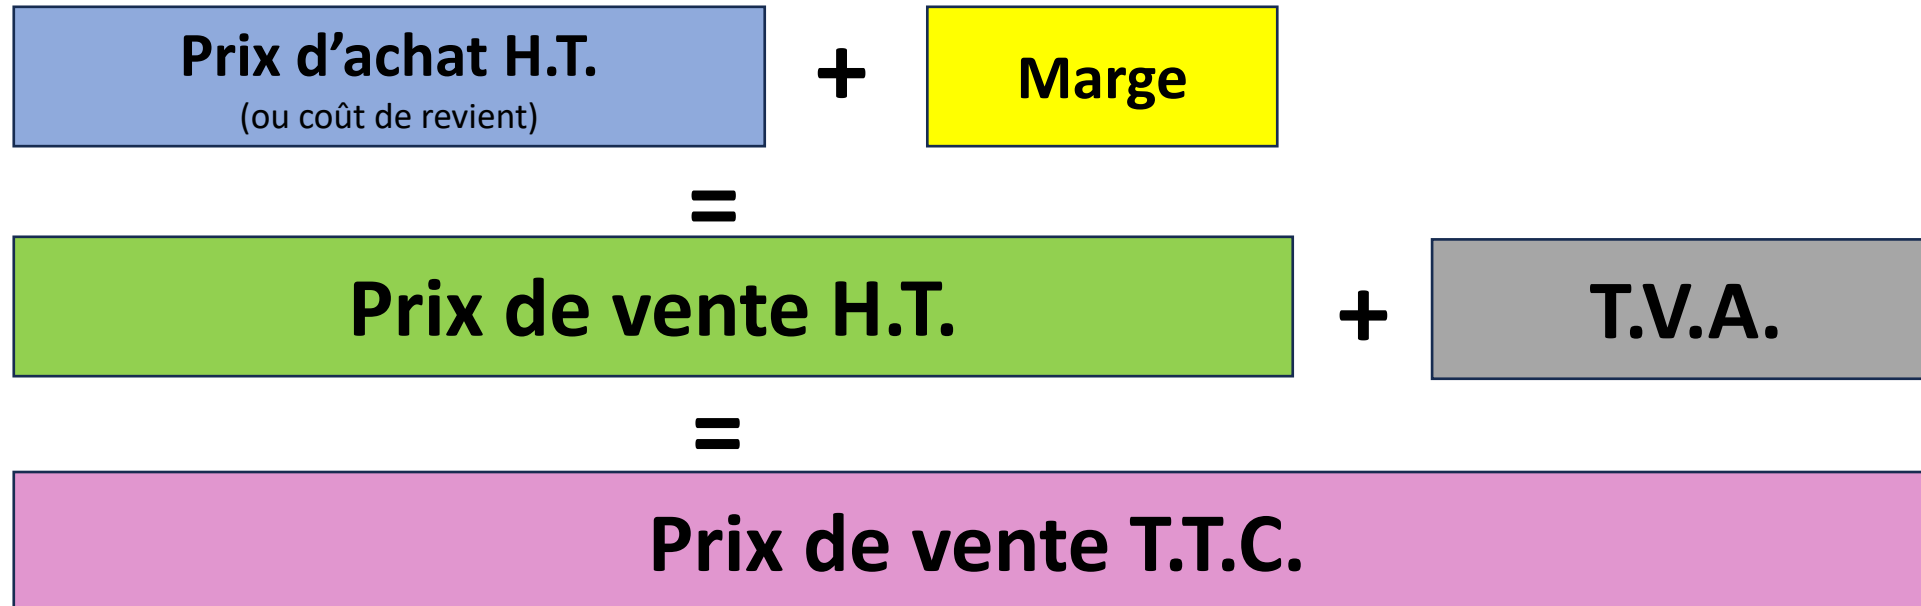 Prix d’achat H.T. + Marge
(ou coût de revient)
=
Prix de vente H.T. + T.V.A.
=
Prix de vente T.T.C.